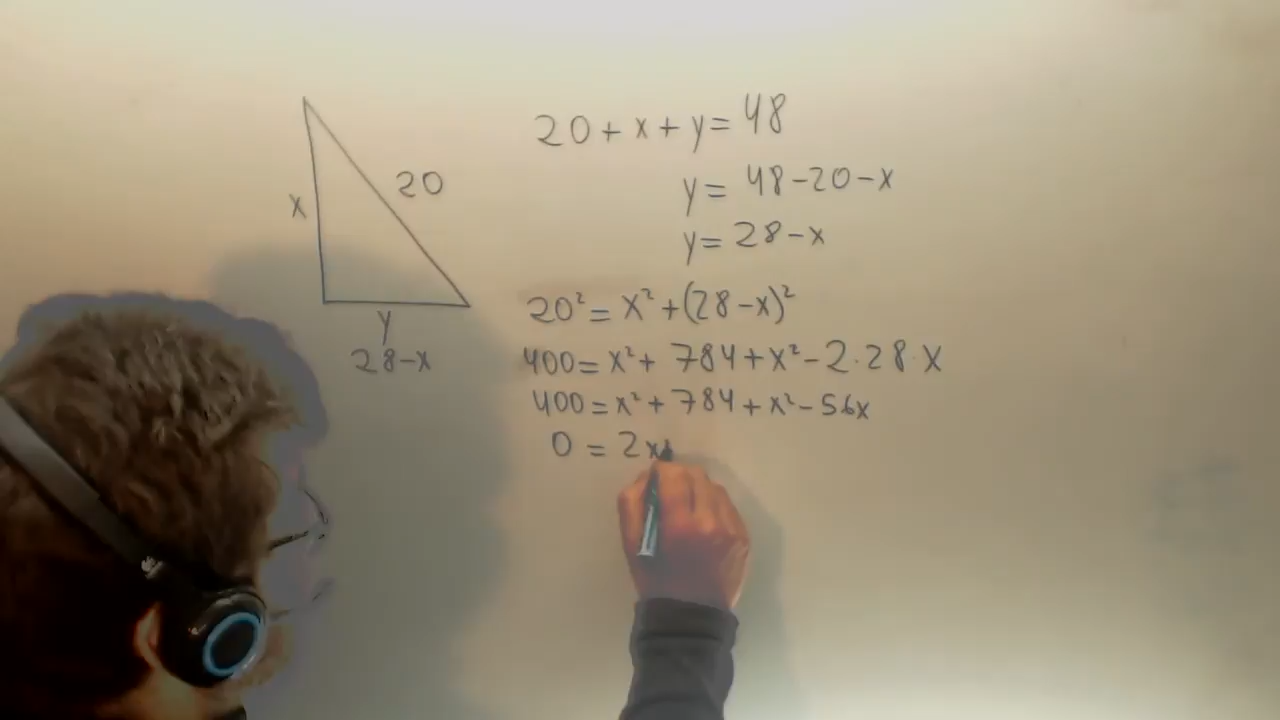 20 + x + y = 48
y = 48 - 20 - x
y = 28 - x
x
20
y
28 - x
20² = x² + (28 - x)²
400 = x² + 784 + x² - 2·28·x
400 = x² + 784 + x² - 56x
0 = 2x